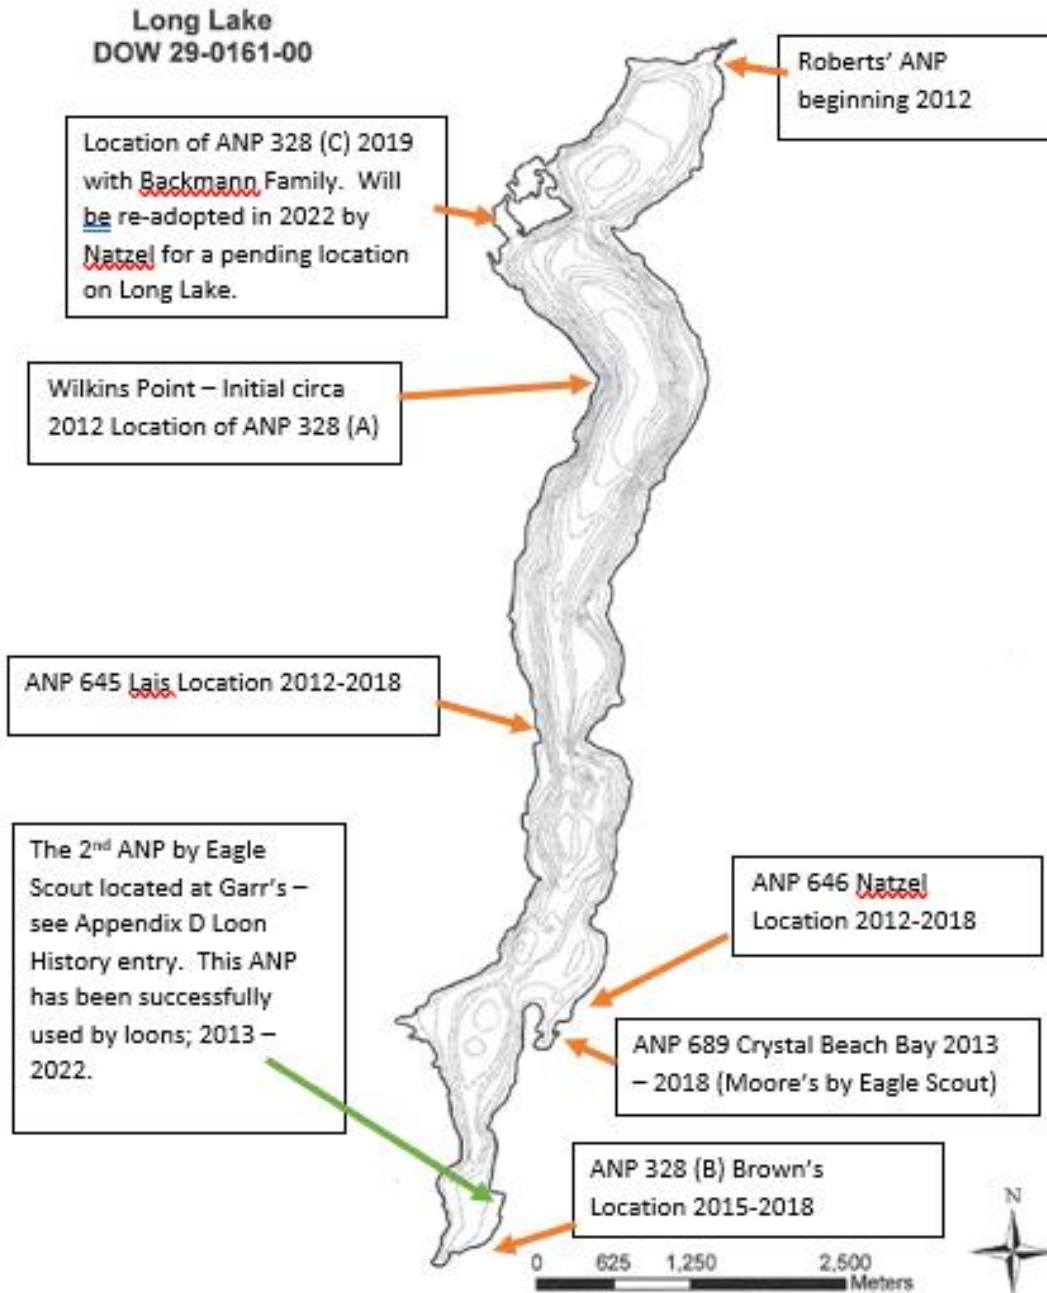 Long Lake
DOW 29-0161-00
Roberts' ANP
beginning 2012
Location of ANP 328 (C) 2019
with Backmann Family.  Will
be re-adopted in 2022 by
Natzel for a pending location
on Long Lake.
Wilkins Point – Initial circa
2012 Location of ANP 328 (A)
ANP 645 Lais Location 2012-2018
The 2nd ANP by Eagle
Scout located at Garr's –
see Appendix D Loon
History entry.  This ANP
has been successfully
used by loons; 2013 –
2022.
ANP 646 Natzel
Location 2012-2018
ANP 689 Crystal Beach Bay 2013
– 2018 (Moore's by Eagle Scout)
ANP 328 (B) Brown's
Location 2015-2018
N
0 625 1,250 2,500
Meters